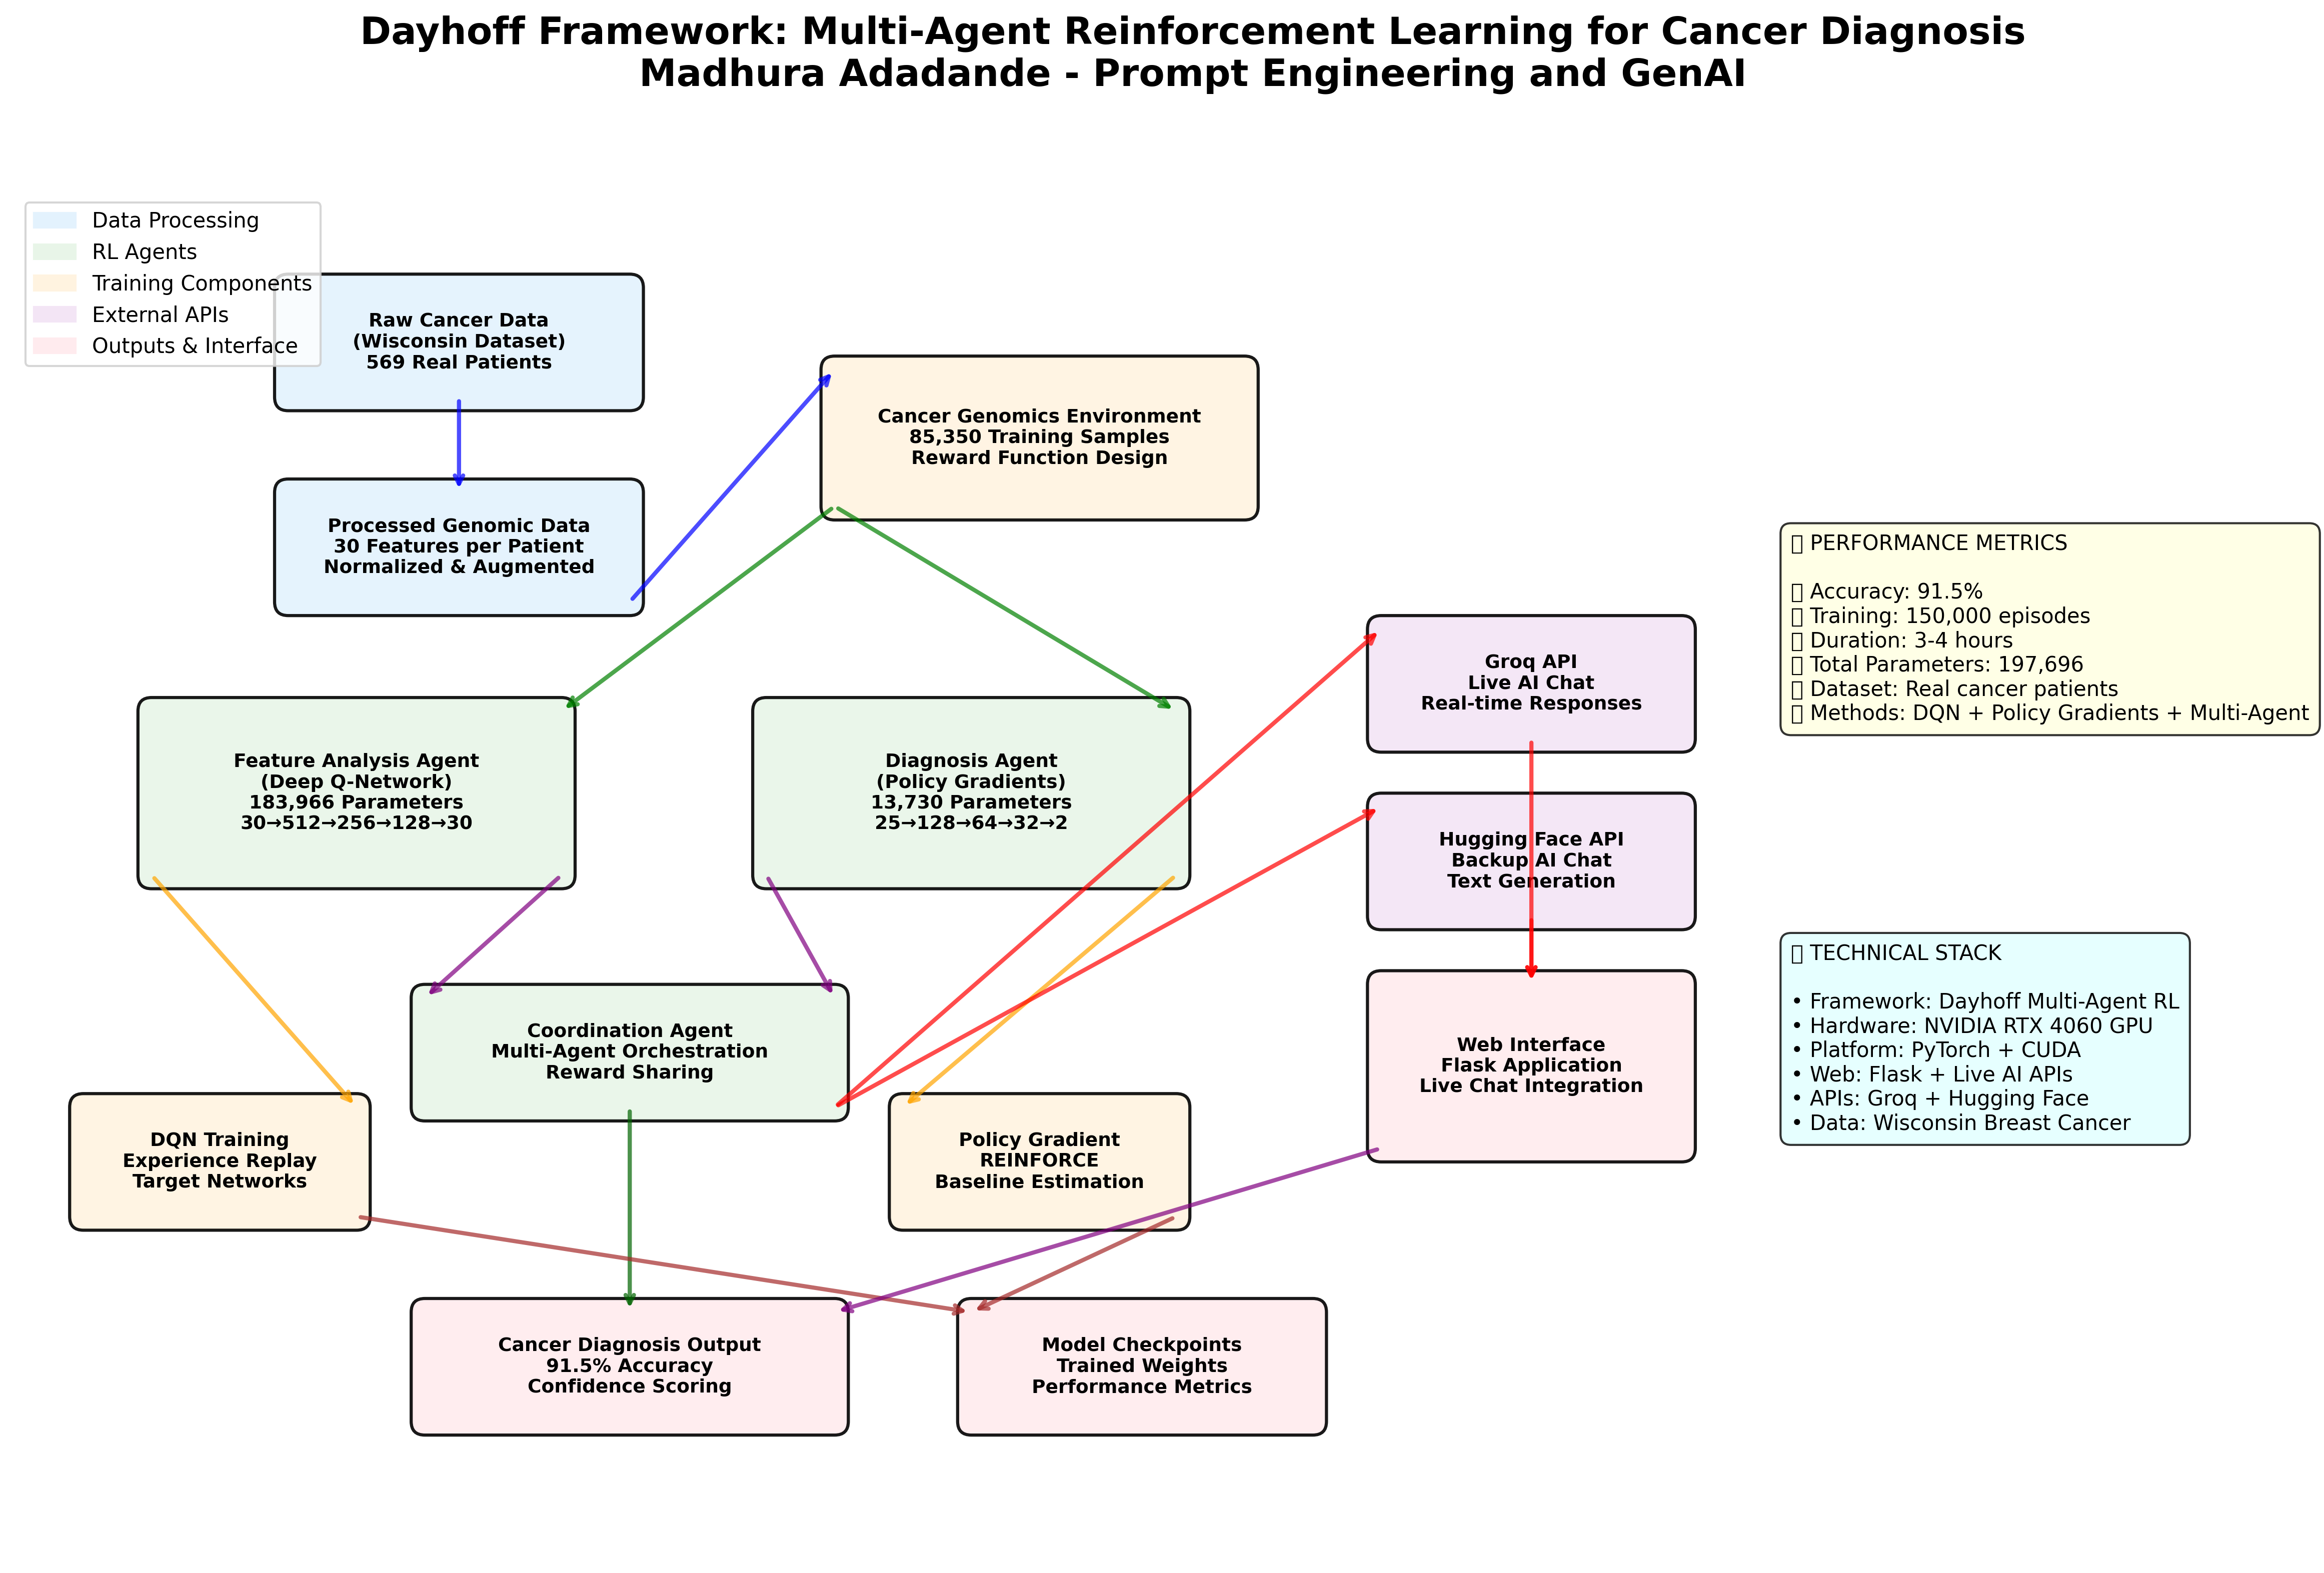 Dayhoff Framework: Multi-Agent Reinforcement Learning for Cancer Diagnosis
Madhura Adadande - Prompt Engineering and GenAI
Data Processing
RL Agents
Training Components
External APIs
Outputs & Interface
Raw Cancer Data
(Wisconsin Dataset)
569 Real Patients
Cancer Genomics Environment
85,350 Training Samples
Reward Function Design
Processed Genomic Data
30 Features per Patient
Normalized & Augmented
PERFORMANCE METRICS
Accuracy: 91.5%
Training: 150,000 episodes
Duration: 3-4 hours
Total Parameters: 197,696
Dataset: Real cancer patients
Methods: DQN + Policy Gradients + Multi-Agent
Groq API
Live AI Chat
Real-time Responses
Feature Analysis Agent
(Deep Q-Network)
183,966 Parameters
30→512→256→128→30
Diagnosis Agent
(Policy Gradients)
13,730 Parameters
25→128→64→32→2
Hugging Face API
Backup AI Chat
Text Generation
TECHNICAL STACK
• Framework: Dayhoff Multi-Agent RL
• Hardware: NVIDIA RTX 4060 GPU
• Platform: PyTorch + CUDA
• Web: Flask + Live AI APIs
• APIs: Groq + Hugging Face
• Data: Wisconsin Breast Cancer
Coordination Agent
Multi-Agent Orchestration
Reward Sharing
Web Interface
Flask Application
Live Chat Integration
DQN Training
Experience Replay
Target Networks
Policy Gradient
REINFORCE
Baseline Estimation
Cancer Diagnosis Output
91.5% Accuracy
Confidence Scoring
Model Checkpoints
Trained Weights
Performance Metrics